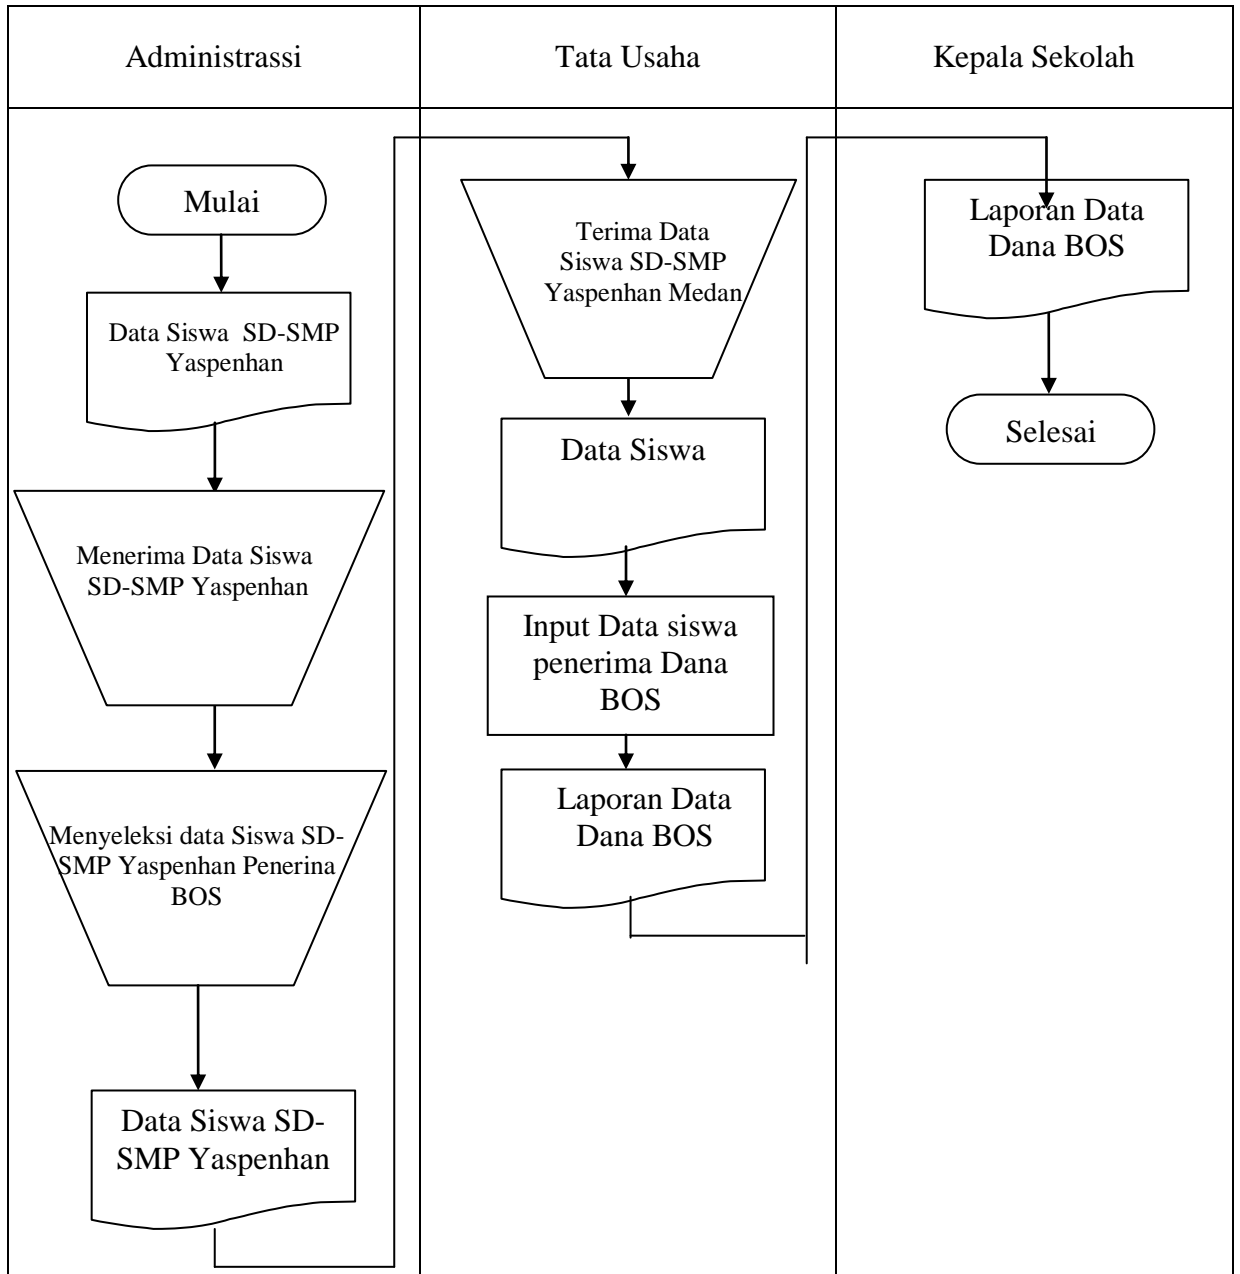 Administrassi
Tata Usaha
Kepala Sekolah
Mulai
Data Siswa SD-SMP
Yaspenhan
Menerima Data Siswa
SD-SMP Yaspenhan
Menyeleksi data Siswa SD-
SMP Yaspenhan Penerina
BOS
Data Siswa SD-
SMP Yaspenhan
Terima Data
Siswa SD-SMP
Yaspenhan Medan
Data Siswa
Input Data siswa
penerima Dana
BOS
Laporan Data
Dana BOS
Laporan Data
Dana BOS
Selesai